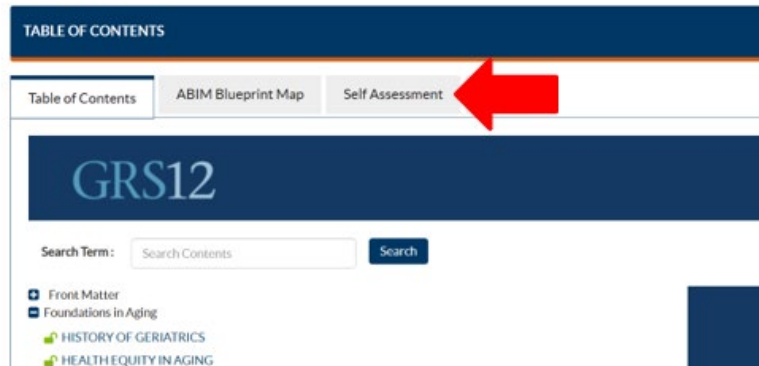 TABLE OF CONTENTS
Table of Contents ABIM Blueprint Map Self Assessment
GRS12
Search Term : Search Contents Search
Front Matter
Foundations in Aging
HISTORY OF GERIATRICS
HEALTH EQUITY IN AGING